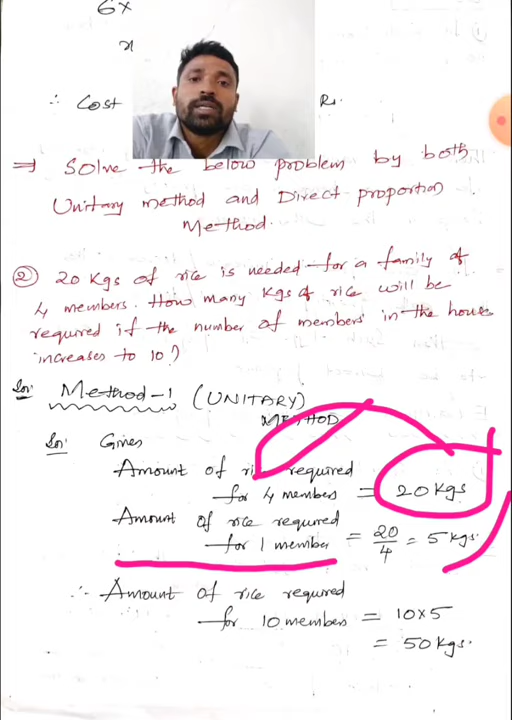 6x
∴ Cost
Rs.
⇒ Solve the below problem by both
Unitary method and Direct proportion
Method.
② 20 Kgs of rice is needed for a family of
4 members. How many Kgs of rice will be
required if the number of members in the house
increases to 10?
Sol: Method-1 (UNITARY)
METHOD
Sol: Given
Amount of rice required
for 4 members = 20 Kgs
Amount of rice required
for 1 member = 20/4 = 5 Kgs.
∴ Amount of rice required
for 10 members = 10x5
= 50 Kgs.